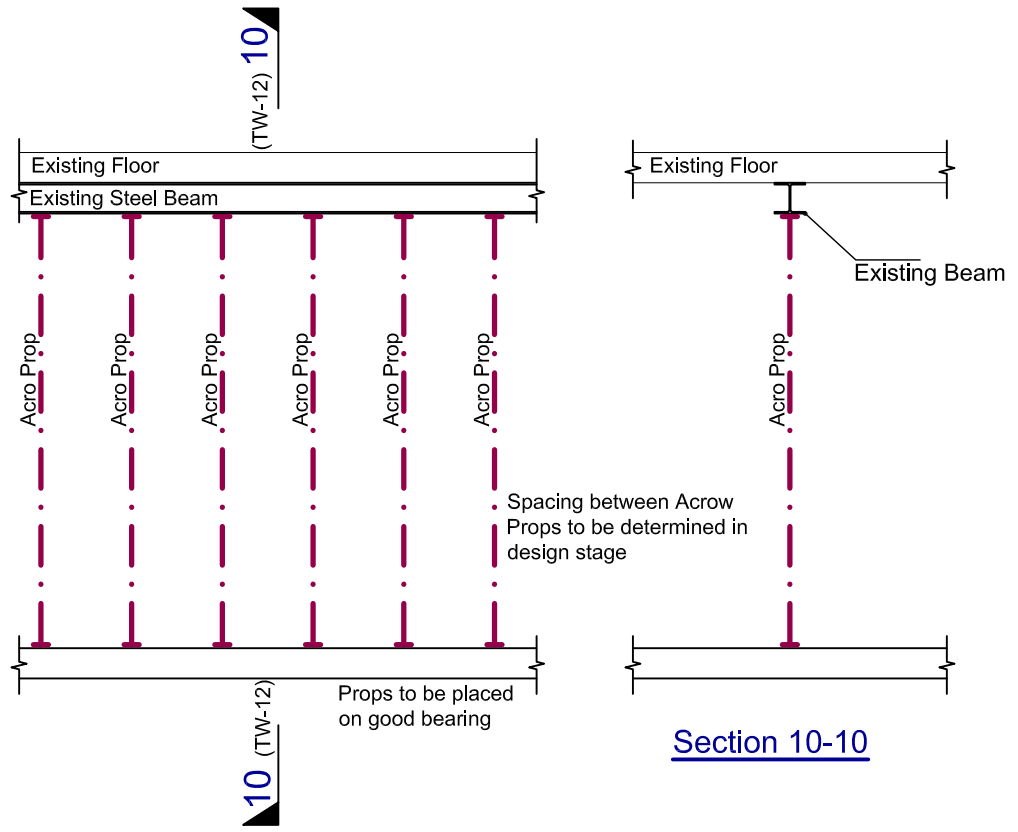 10
(TW-12)
Existing Floor
Existing Steel Beam
Acro Prop
Acro Prop
Acro Prop
Acro Prop
Acro Prop
Acro Prop
Spacing between Acrow
Props to be determined in
design stage
Props to be placed
on good bearing
10 (TW-12)
Existing Floor
Existing Beam
Acro Prop
Section 10-10